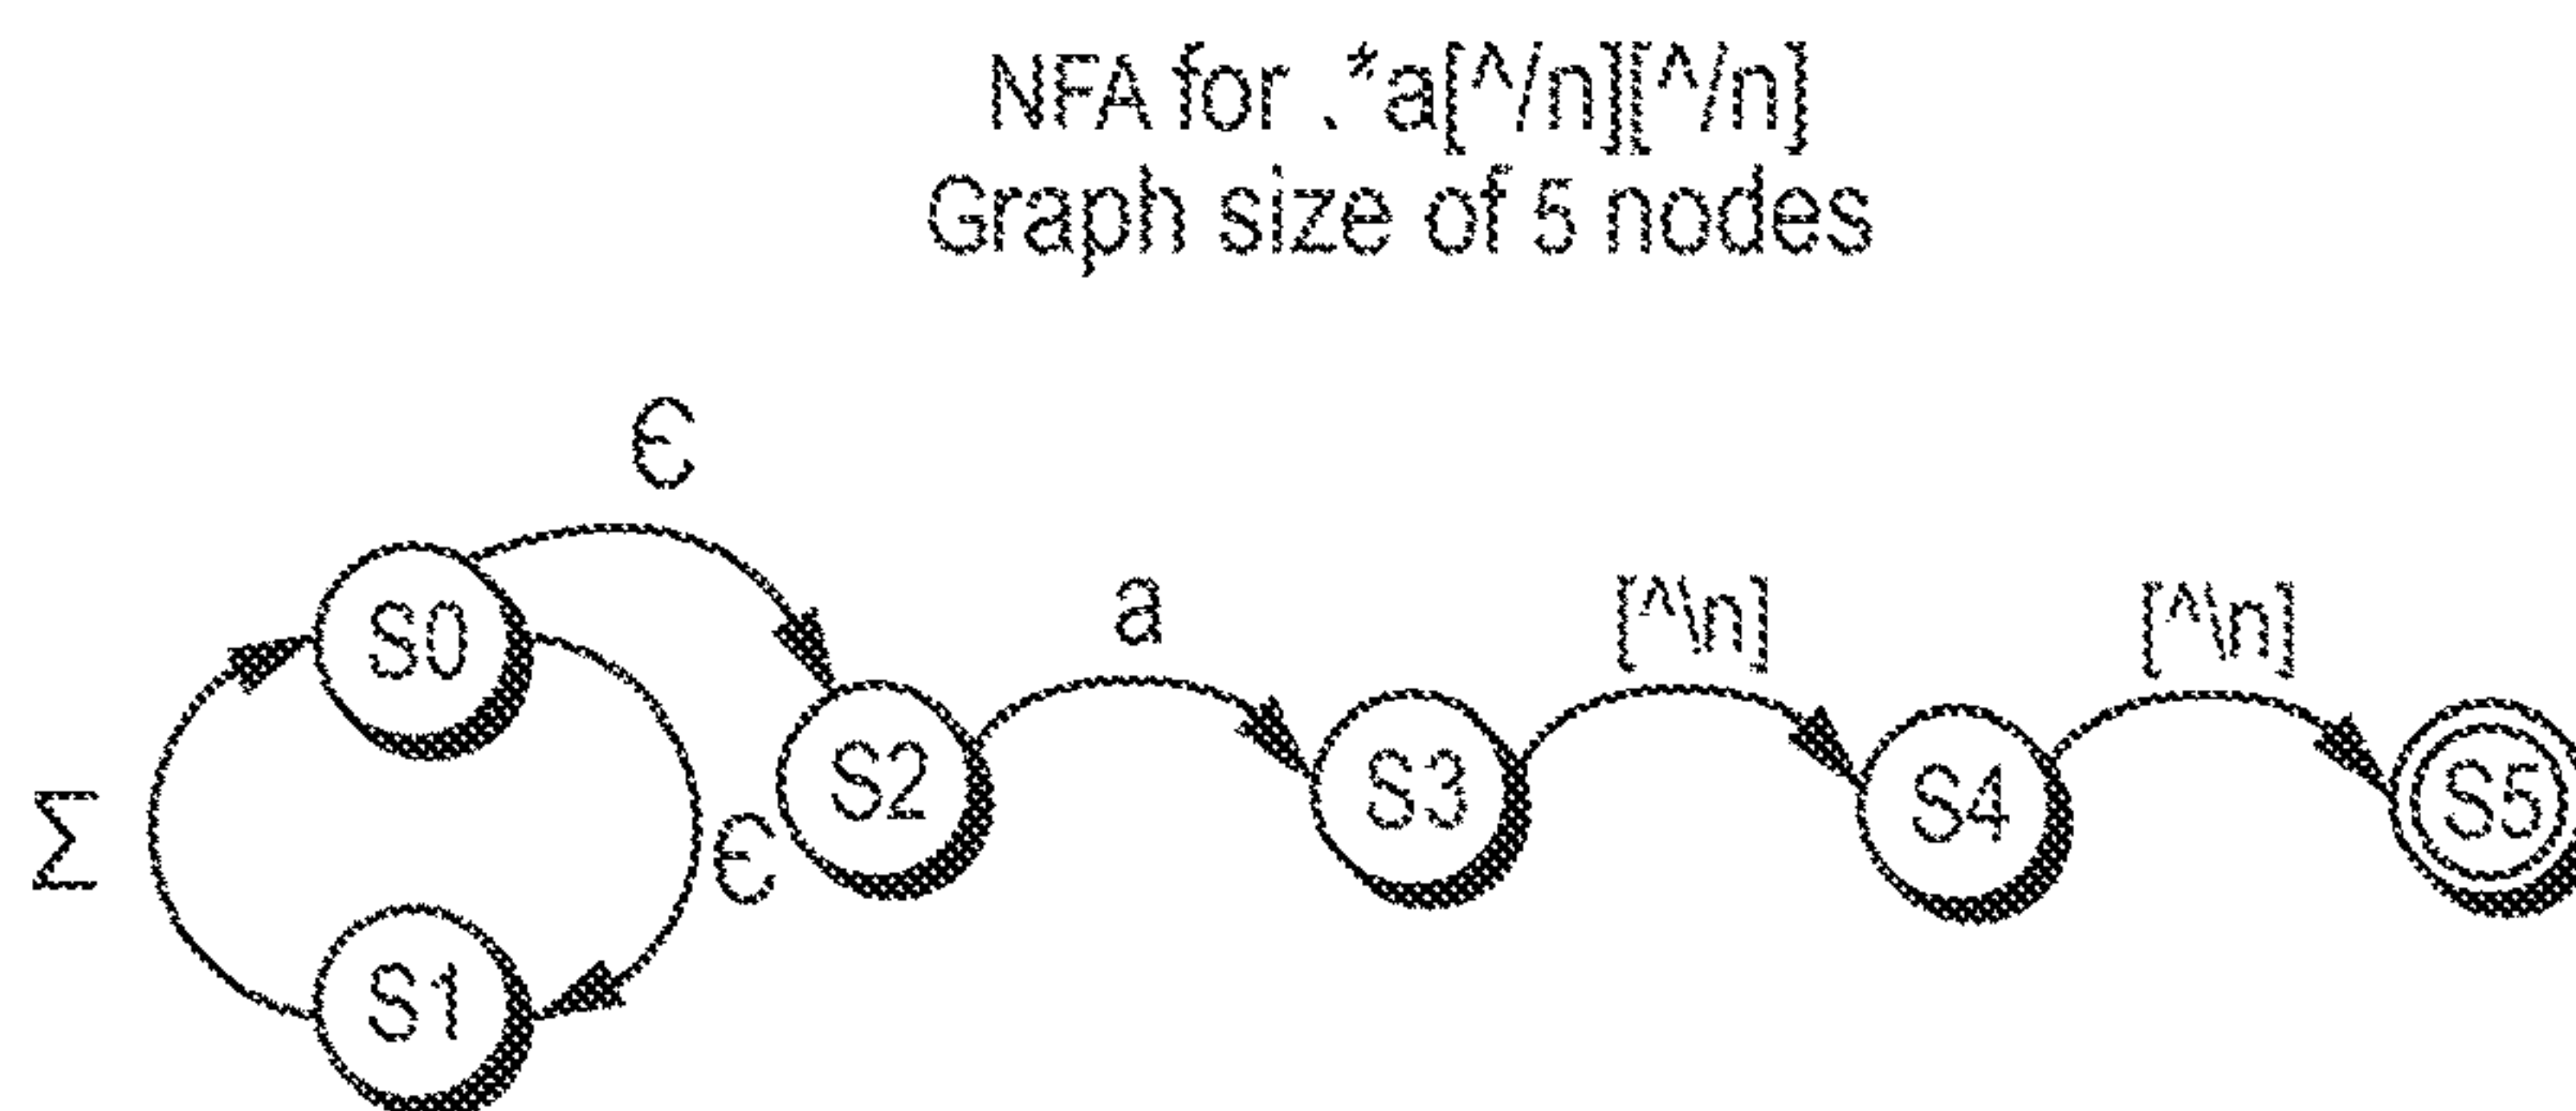 NFA for .*a[^/n][^/n]
Graph size of 5 nodes
Є
S0
a
[^\n]
[^\n]
S2
S3
S4
S5
Σ
Є
S1